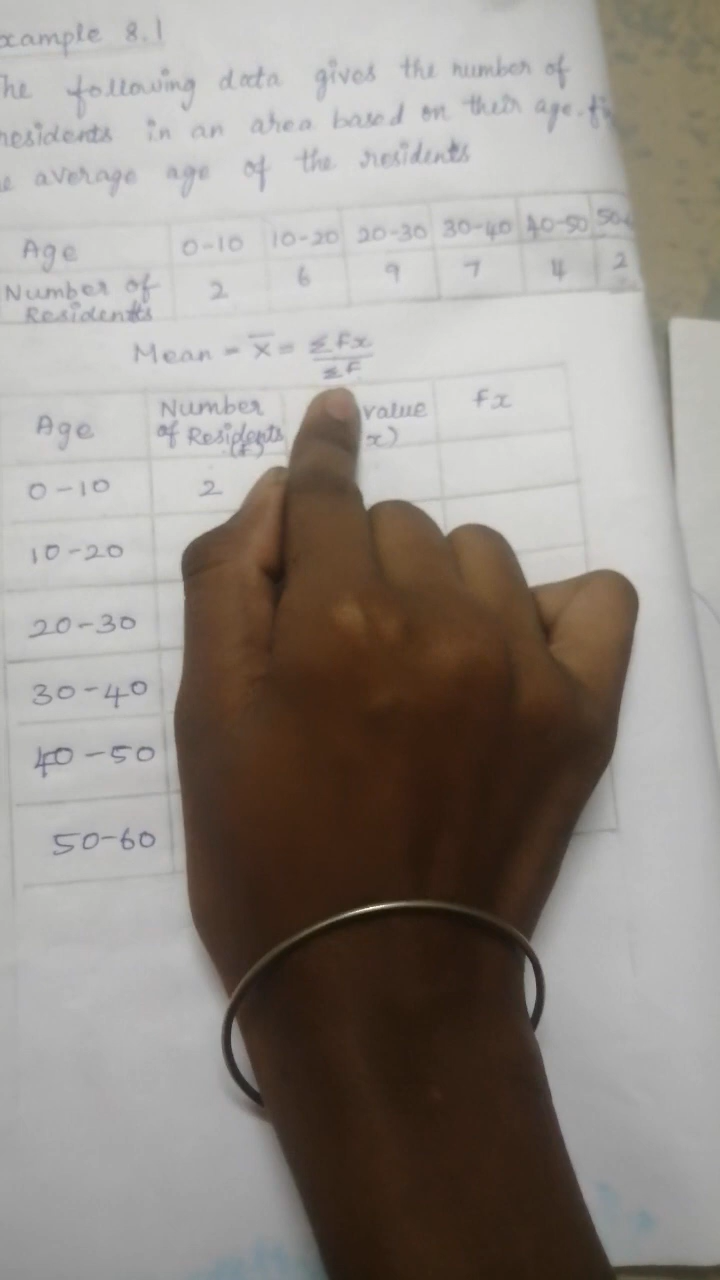 xample 8.1
he following data gives the number of
residents in an area based on their age. fi
e average age of the residents
Age 0-10 10-20 20-30 30-40 40-50 50-6
Number of Residents 2 6 9 7 4 2
Mean = x̄ = ΣFx/ΣF
Age Number of Residents (F) value x) Fx
0-10 2
10-20
20-30
30-40
40-50
50-60